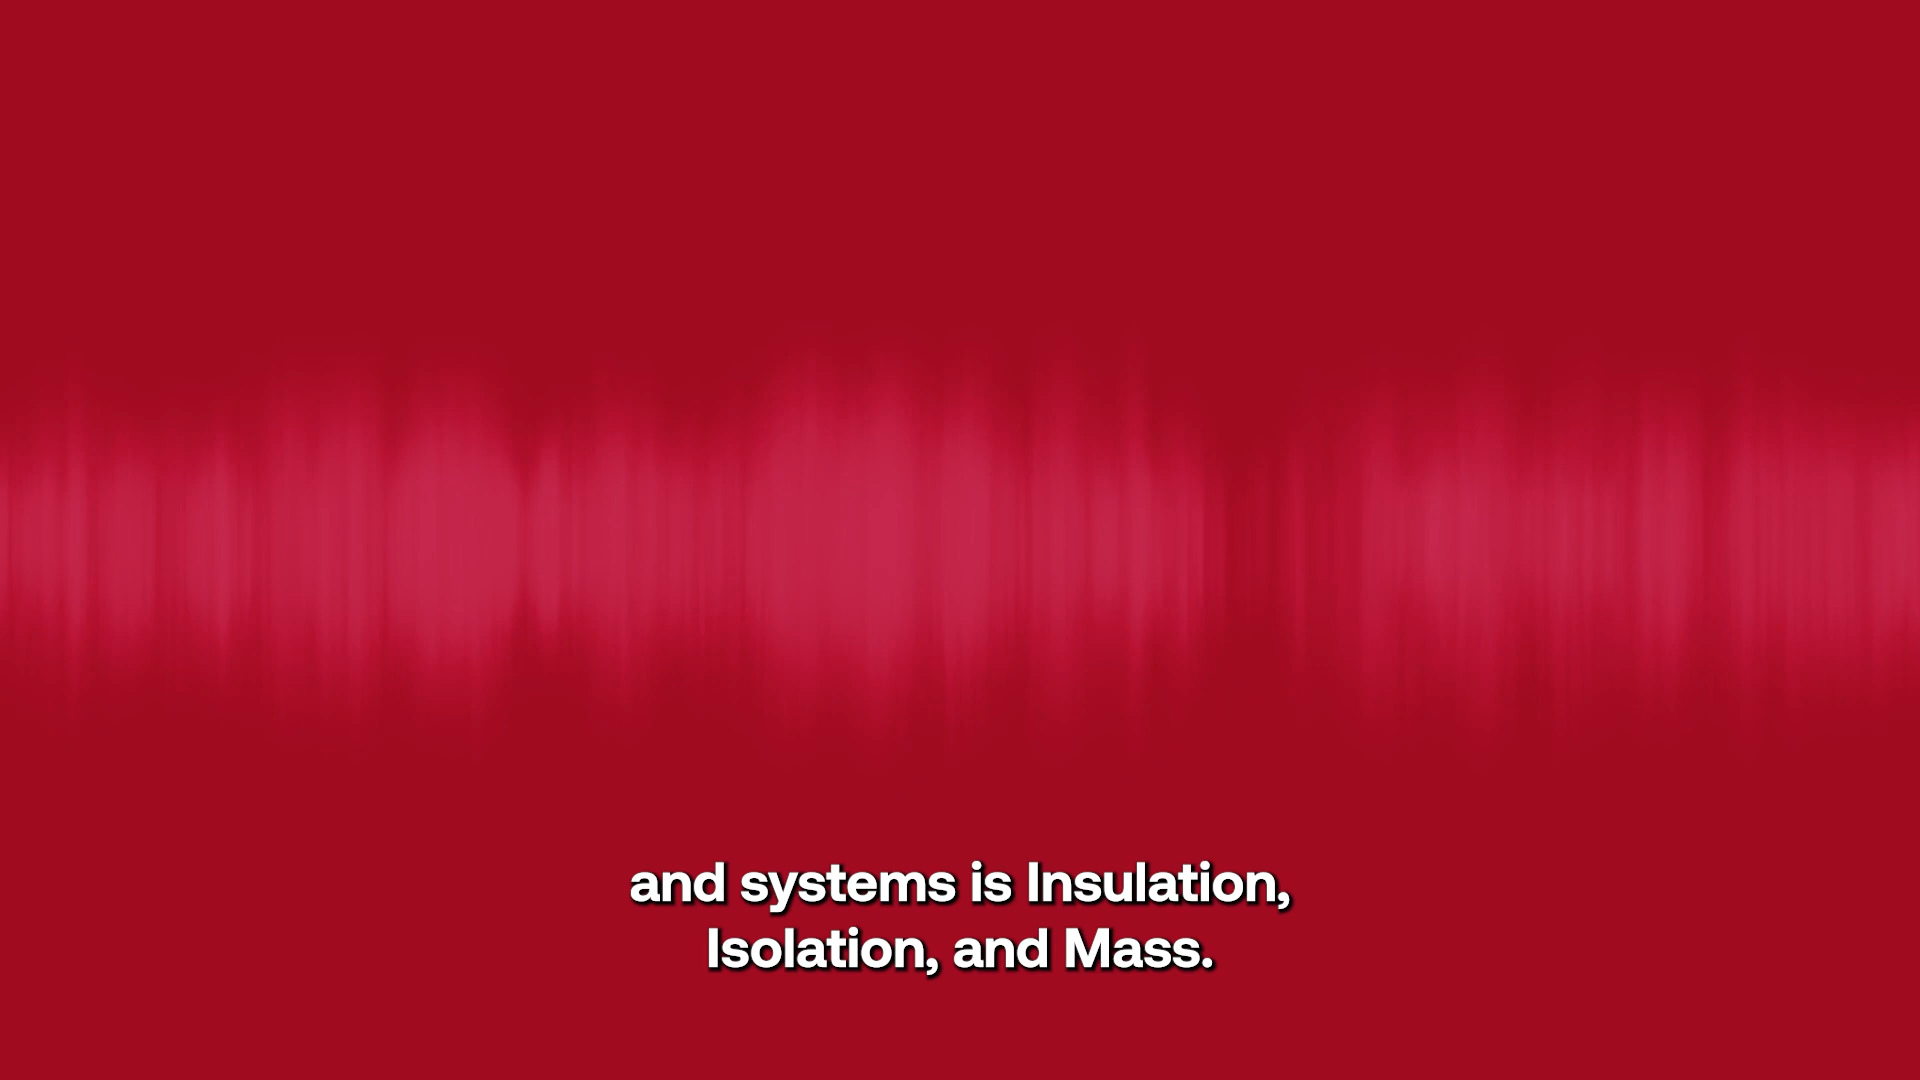 and systems is Insulation,
Isolation, and Mass.